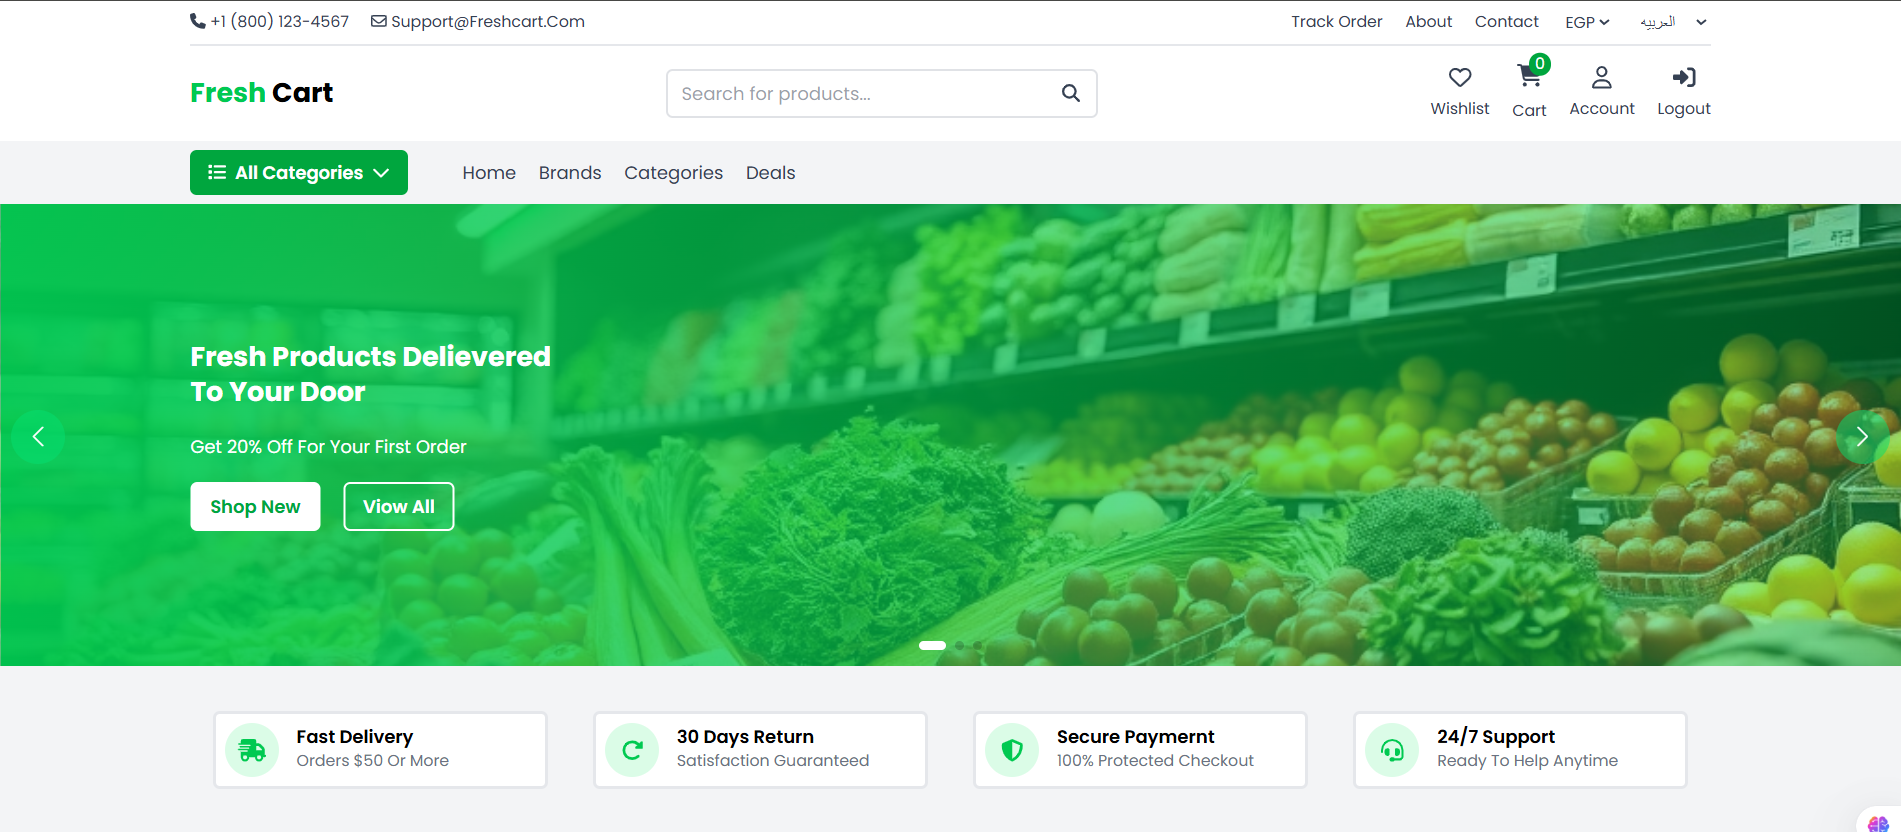 +1 (800) 123-4567 Support@Freshcart.Com Track Order About Contact EGP العربيه
Fresh Cart Search for products... Wishlist 0 Cart Account Logout
All Categories Home Brands Categories Deals
Fresh Products Delievered
To Your Door
Get 20% Off For Your First Order
Shop New Viow All
Fast Delivery
Orders $50 Or More
30 Days Return
Satisfaction Guaranteed
Secure Paymernt
100% Protected Checkout
24/7 Support
Ready To Help Anytime